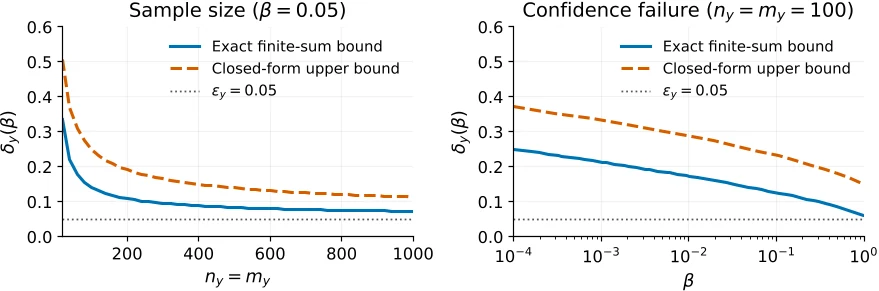 Sample size (β = 0.05)
δy(β)
0.6
0.5
0.4
0.3
0.2
0.1
0.0
Exact finite-sum bound
Closed-form upper bound
εy = 0.05
200 400 600 800 1000
ny = my
Confidence failure (ny = my = 100)
δy(β)
0.6
0.5
0.4
0.3
0.2
0.1
0.0
Exact finite-sum bound
Closed-form upper bound
εy = 0.05
10⁻⁴ 10⁻³ 10⁻² 10⁻¹ 10⁰
β